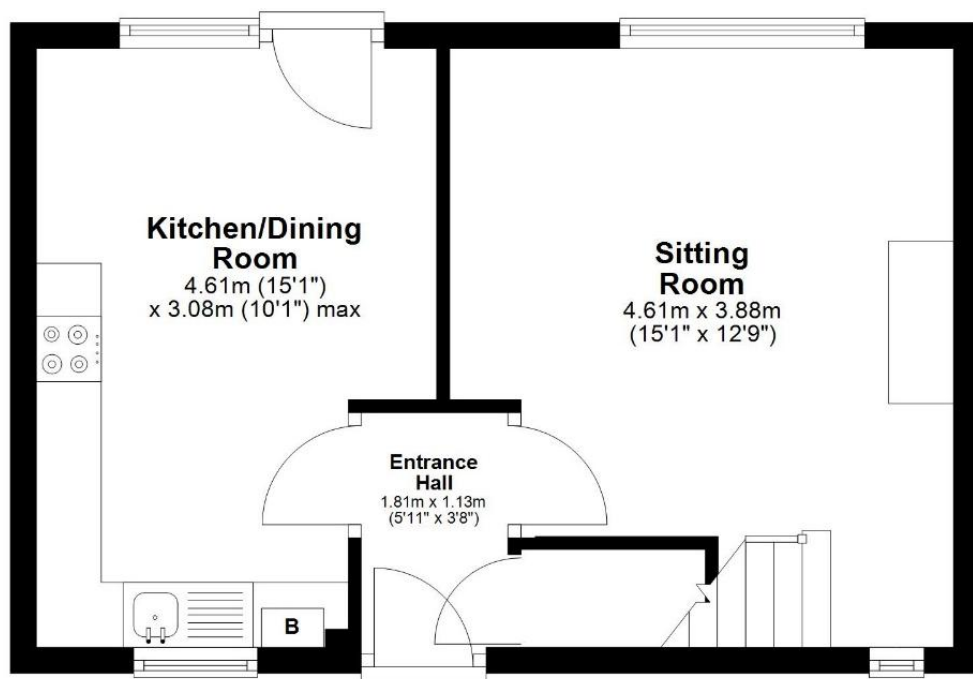 Kitchen/Dining
Room
4.61m (15'1")
x 3.08m (10'1") max
Sitting
Room
4.61m x 3.88m
(15'1" x 12'9")
Entrance
Hall
1.81m x 1.13m
(5'11" x 3'8")
B